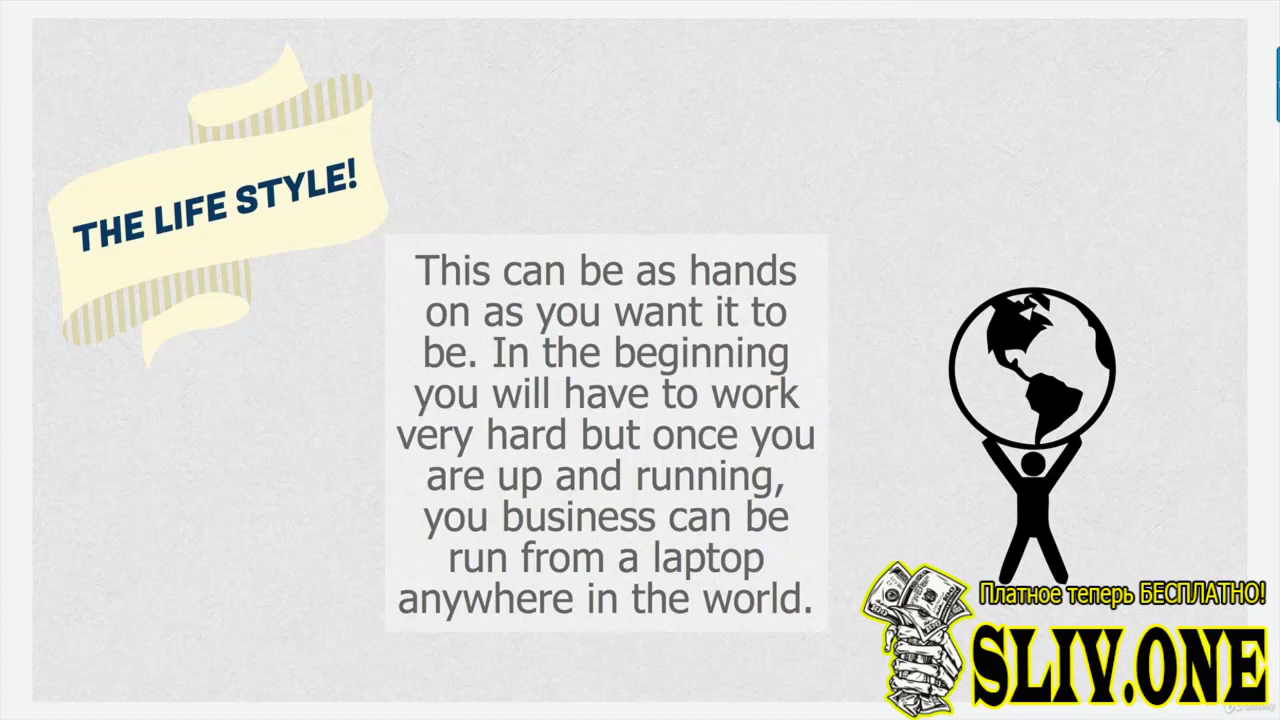 THE LIFE STYLE!
This can be as hands
on as you want it to
be. In the beginning
you will have to work
very hard but once you
are up and running,
you business can be
run from a laptop
anywhere in the world.
Платное теперь БЕСПЛАТНО!
SLIV.ONE